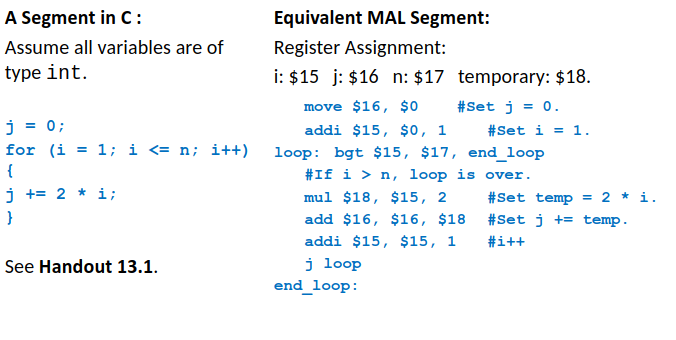 A Segment in C :
Assume all variables are of
type int.
j = 0;
for (i = 1; i <= n; i++)
{
j += 2 * i;
}
See Handout 13.1.
Equivalent MAL Segment:
Register Assignment:
i: $15 j: $16 n: $17 temporary: $18.
move $16, $0 #Set j = 0.
addi $15, $0, 1 #Set i = 1.
loop: bgt $15, $17, end_loop
#If i > n, loop is over.
mul $18, $15, 2 #Set temp = 2 * i.
add $16, $16, $18 #Set j += temp.
addi $15, $15, 1 #i++
j loop
end_loop: